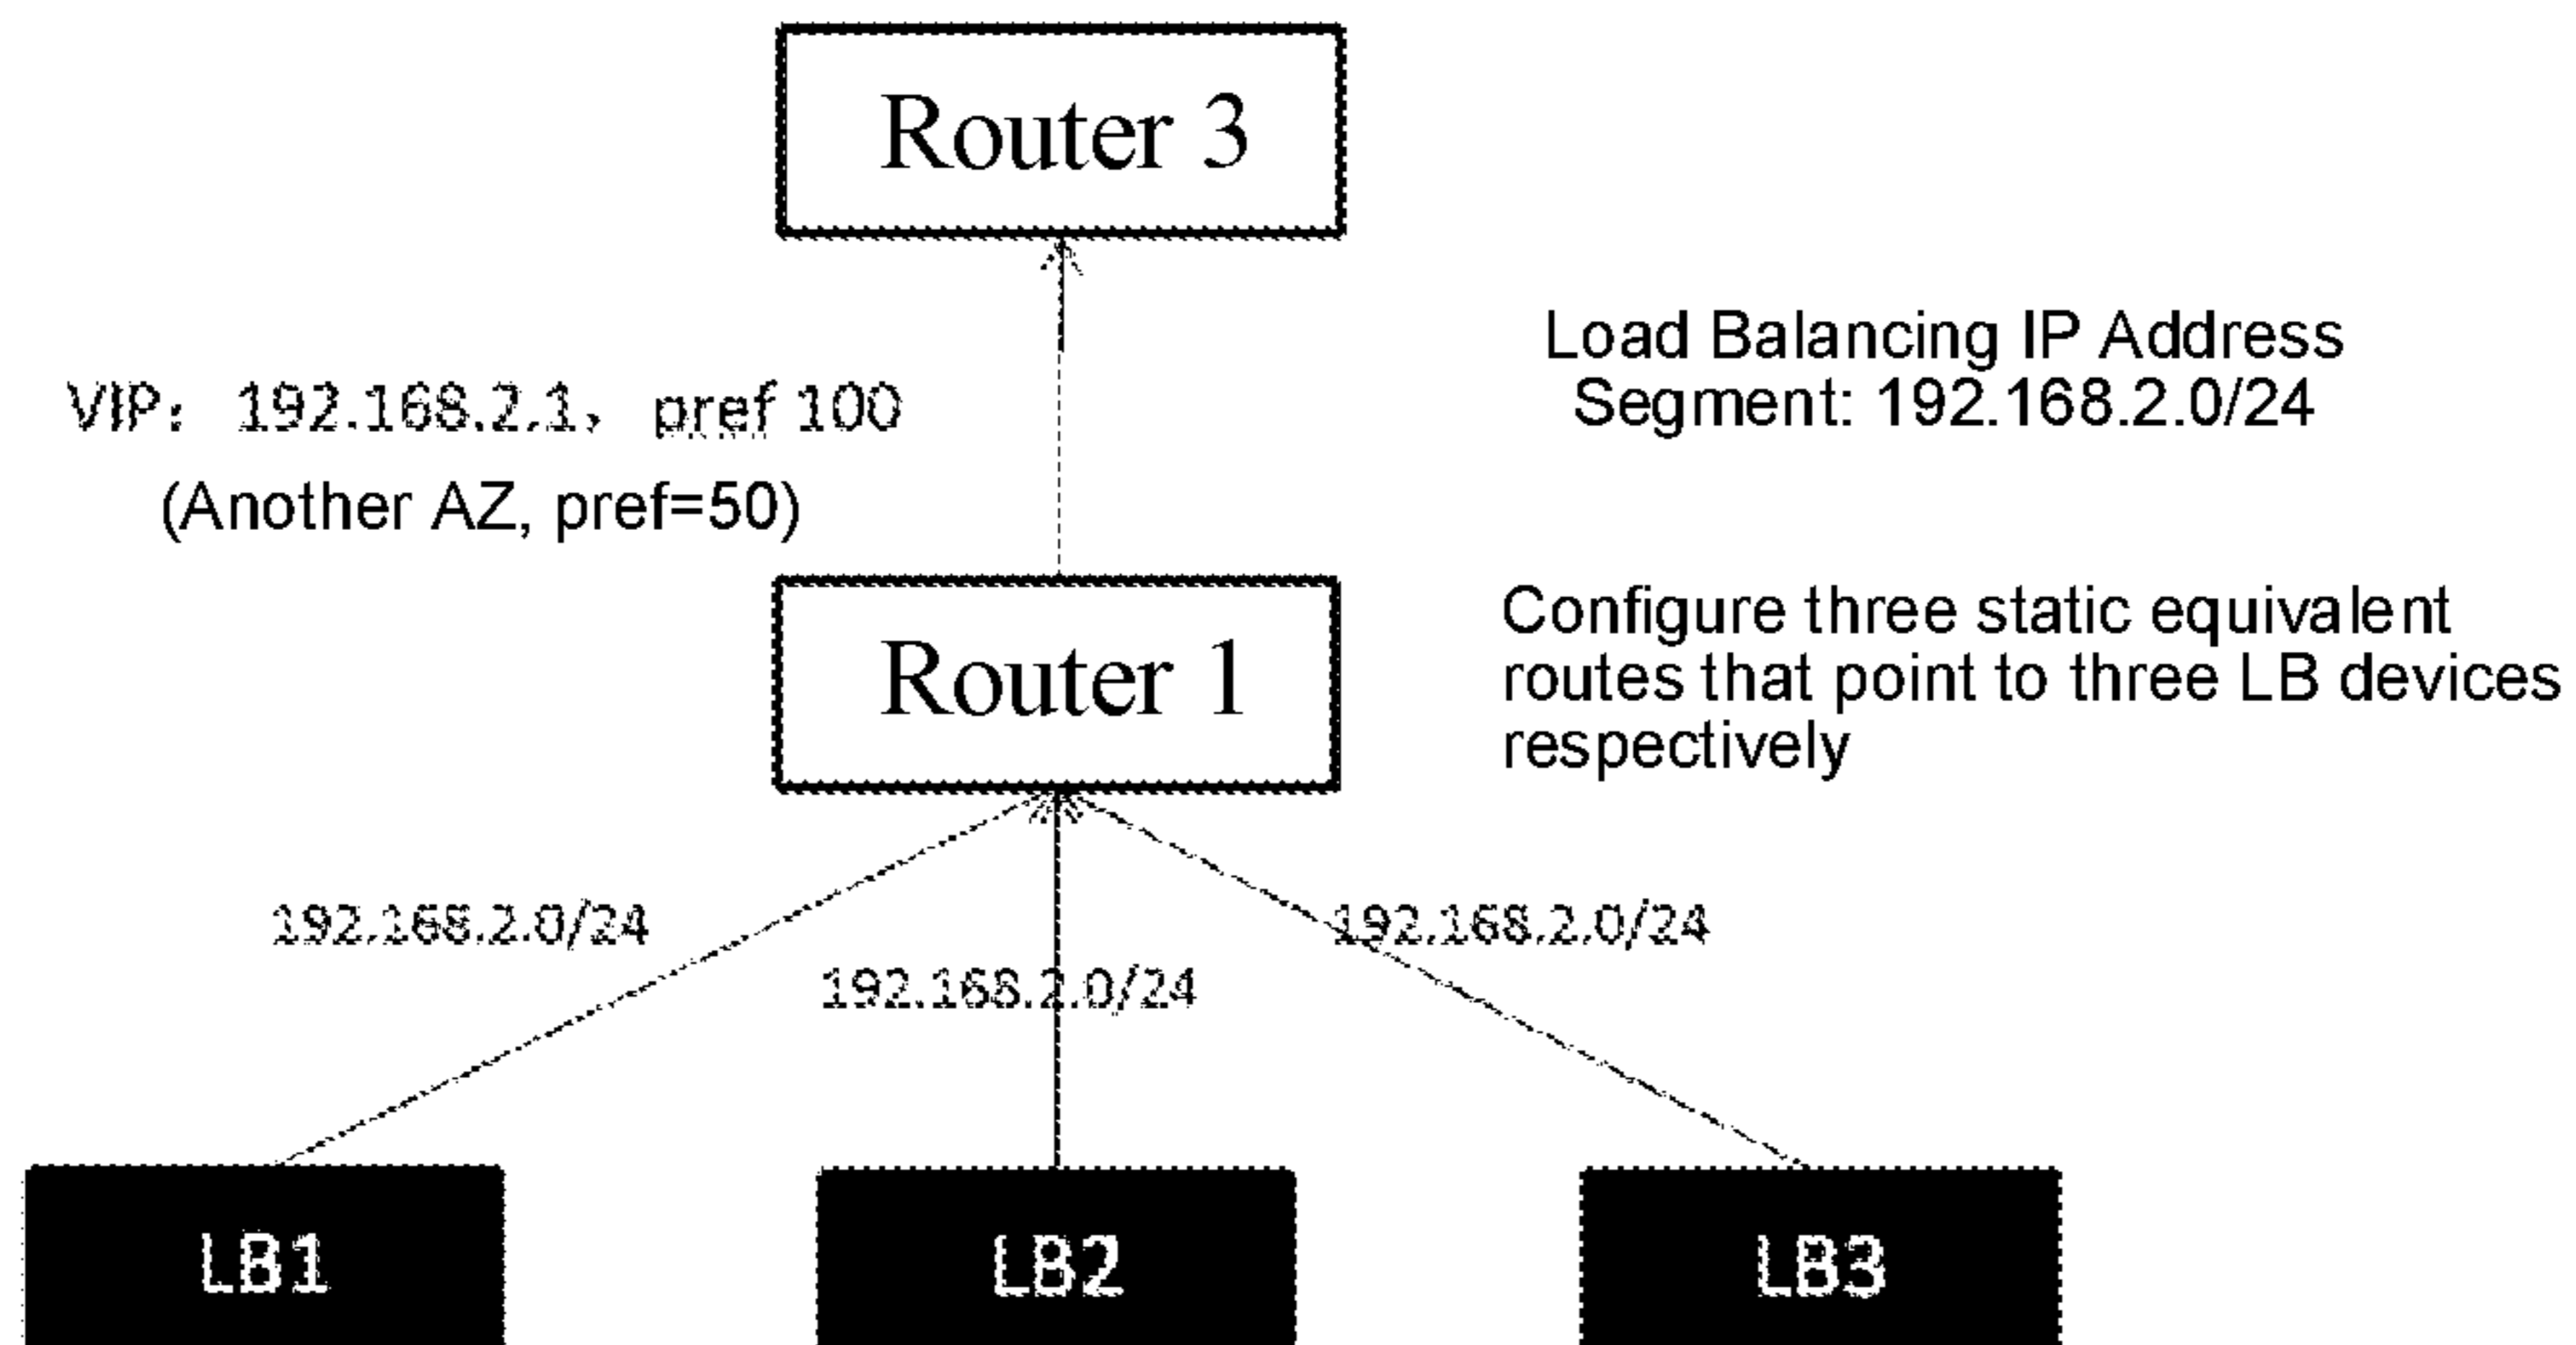 Router 3
Load Balancing IP Address
Segment: 192.168.2.0/24
VIP： 192.168.2.1， pref 100
(Another AZ, pref=50)
Router 1
Configure three static equivalent
routes that point to three LB devices
respectively
192.168.2.0/24
192.168.2.0/24
192.168.2.0/24
LB1
LB2
LB3